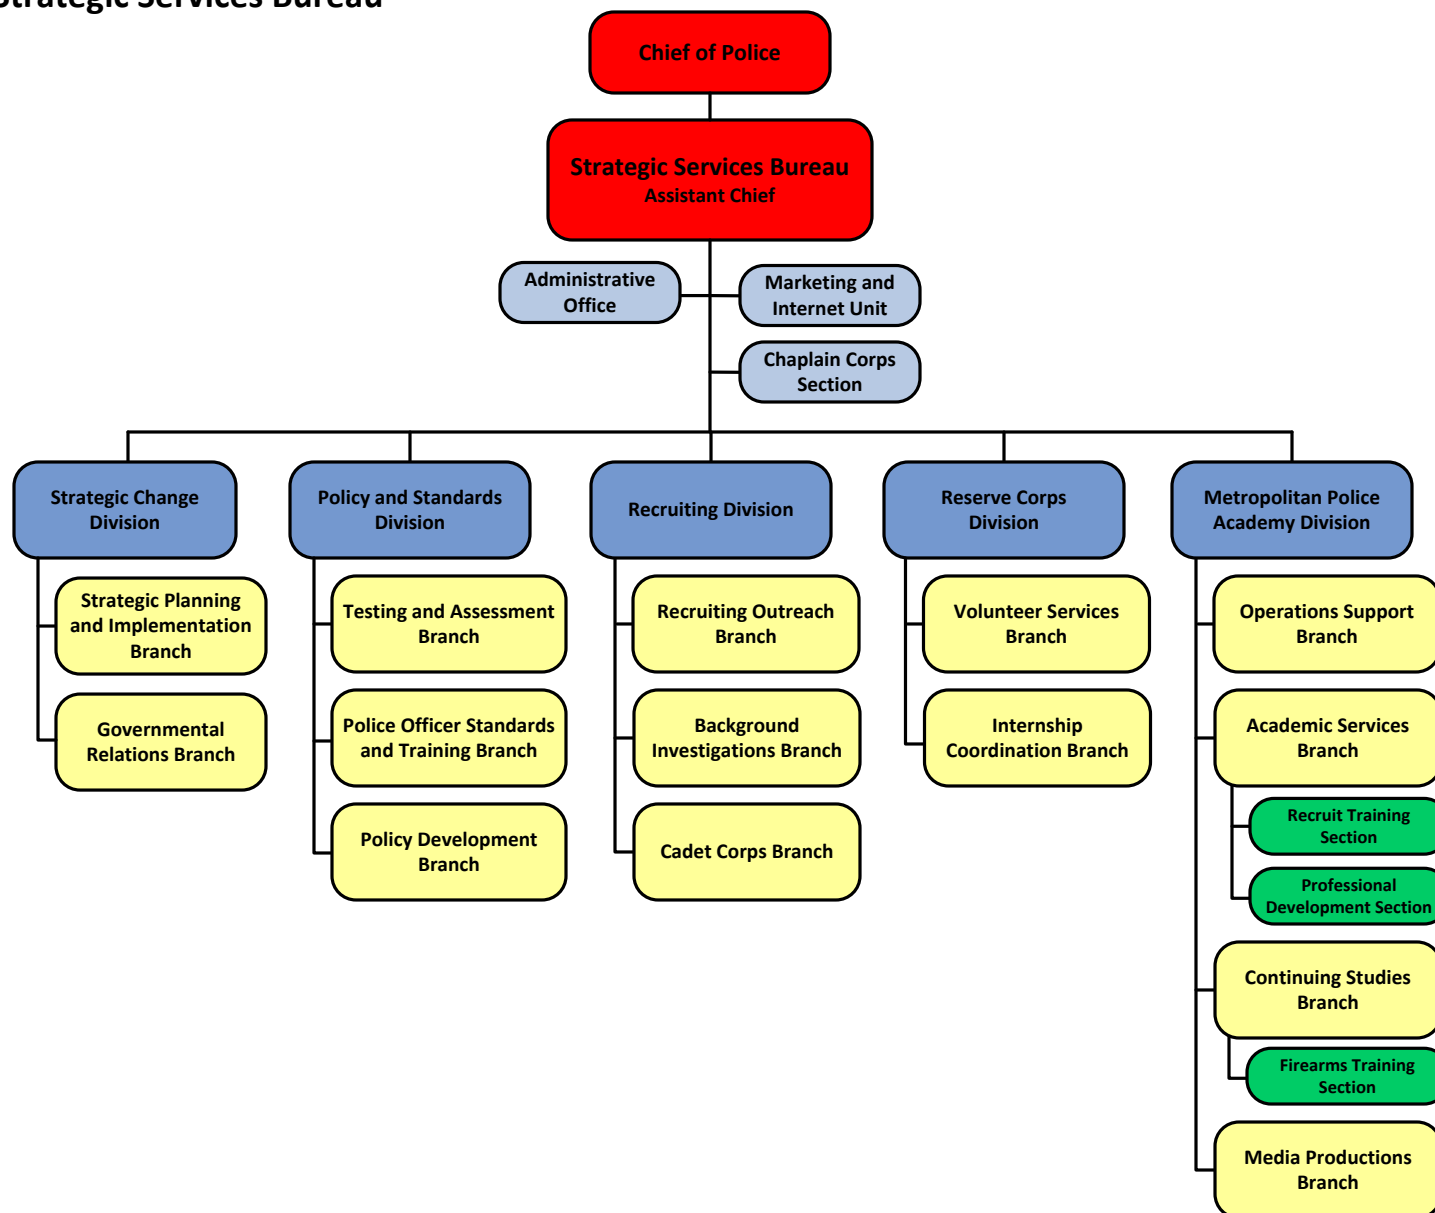 Strategic Services Bureau
Chief of Police
Strategic Services Bureau
Assistant Chief
Administrative
Office
Marketing and
Internet Unit
Chaplain Corps
Section
Strategic Change
Division
Policy and Standards
Division
Recruiting Division
Reserve Corps
Division
Metropolitan Police
Academy Division
Strategic Planning
and Implementation
Branch
Governmental
Relations Branch
Testing and Assessment
Branch
Police Officer Standards
and Training Branch
Policy Development
Branch
Recruiting Outreach
Branch
Background
Investigations Branch
Cadet Corps Branch
Volunteer Services
Branch
Internship
Coordination Branch
Operations Support
Branch
Academic Services
Branch
Recruit Training
Section
Professional
Development Section
Continuing Studies
Branch
Firearms Training
Section
Media Productions
Branch